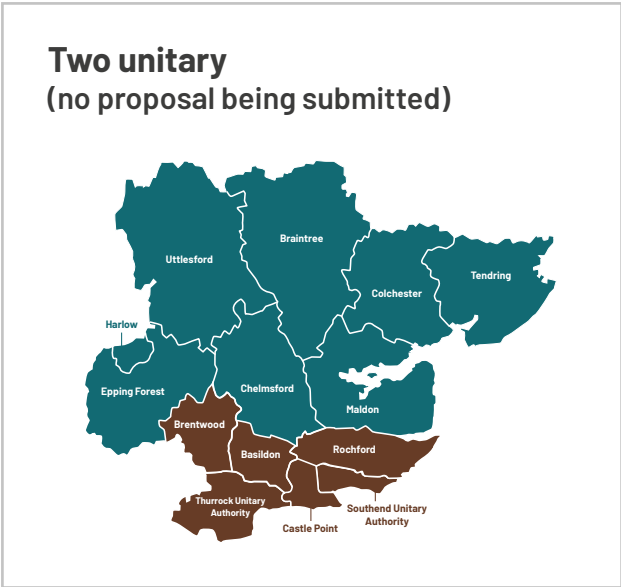 Two unitary
(no proposal being submitted)
Uttlesford
Braintree
Colchester
Tendring
Harlow
Epping Forest
Chelmsford
Maldon
Brentwood
Basildon
Rochford
Thurrock Unitary
Authority
Castle Point
Southend Unitary
Authority